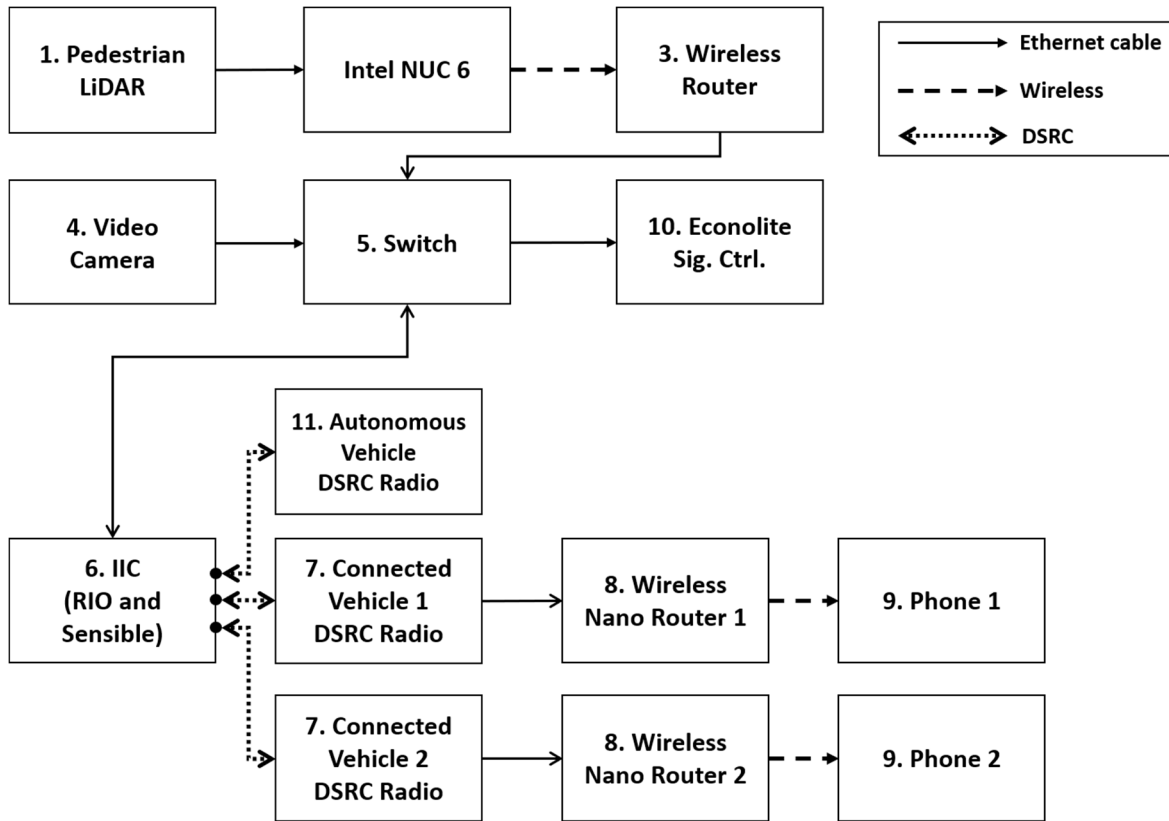 1. Pedestrian
LiDAR
Intel NUC 6
3. Wireless
Router
Ethernet cable
Wireless
DSRC
4. Video
Camera
5. Switch
10. Econolite
Sig. Ctrl.
11. Autonomous
Vehicle
DSRC Radio
6. IIC
(RIO and
Sensible)
7. Connected
Vehicle 1
DSRC Radio
8. Wireless
Nano Router 1
9. Phone 1
7. Connected
Vehicle 2
DSRC Radio
8. Wireless
Nano Router 2
9. Phone 2